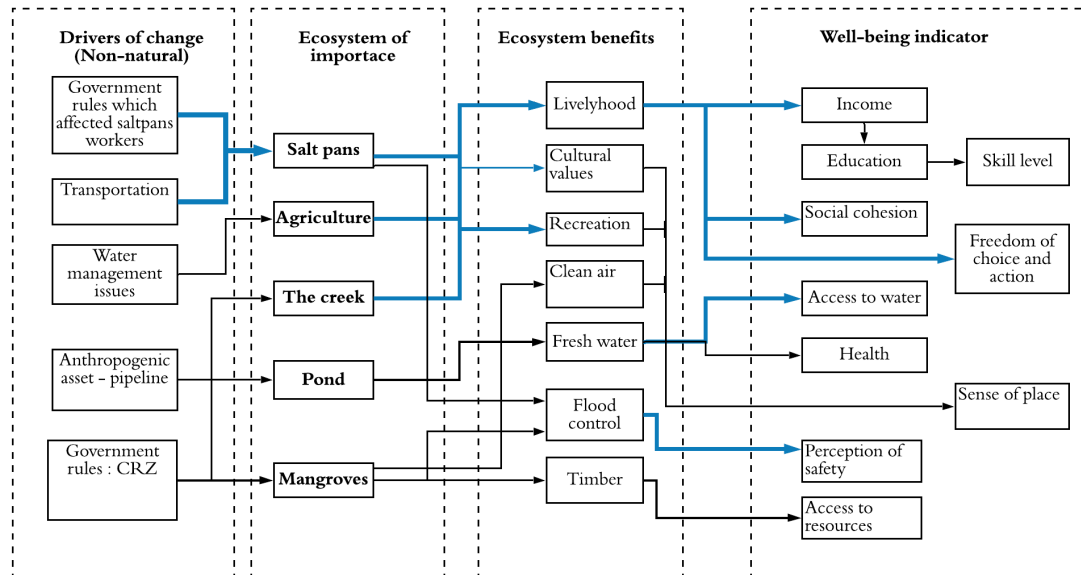 Drivers of change
(Non-natural)
Government
rules which
affected saltpans
workers
Transportation
Water
management
issues
Anthropogenic
asset - pipeline
Government
rules : CRZ
Ecosystem of
importace
Salt pans
Agriculture
The creek
Pond
Mangroves
Ecosystem benefits
Livelyhood
Cultural
values
Recreation
Clean air
Fresh water
Flood
control
Timber
Well-being indicator
Income
Education
Skill level
Social cohesion
Freedom of
choice and
action
Access to water
Health
Sense of place
Perception of
safety
Access to
resources